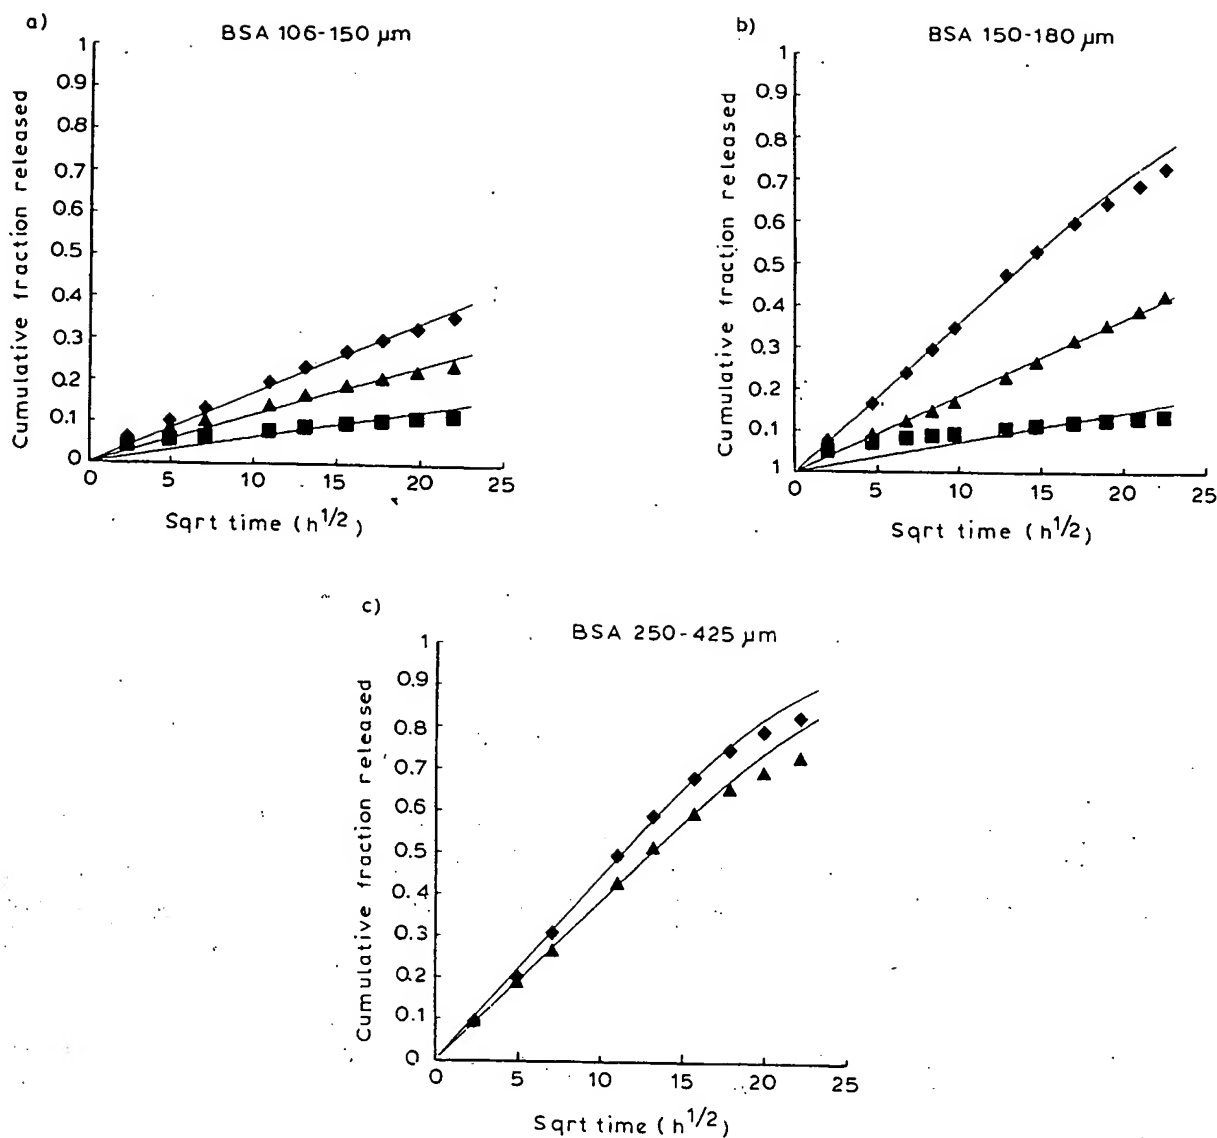 a)
BSA 106-150 µm
Cumulative fraction released
1
0.9
0.8
0.7
0.6
0.5
0.4
0.3
0.2
0.1
0
0 5 10 15 20 25
Sqrt time (h^1/2)
b)
BSA 150-180 µm
Cumulative fraction released
1
0.9
0.8
0.7
0.6
0.5
0.4
0.3
0.2
0.1
1
0 5 10 15 20 25
Sqrt time (h^1/2)
c)
BSA 250-425 µm
Cumulative fraction released
1
0.9
0.8
0.7
0.6
0.5
0.4
0.3
0.2
0.1
0
0 5 10 15 20 25
Sqrt time (h^1/2)